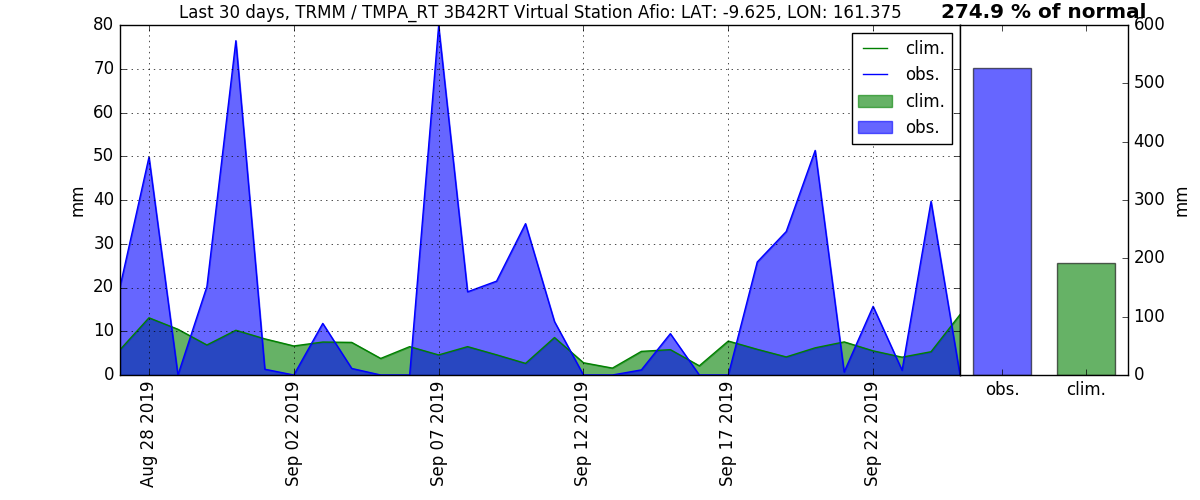 Last 30 days, TRMM / TMPA_RT 3B42RT Virtual Station Afio: LAT: -9.625, LON: 161.375
274.9 % of normal
mm
80
70
60
50
40
30
20
10
0
clim.
obs.
clim.
obs.
Aug 28 2019
Sep 02 2019
Sep 07 2019
Sep 12 2019
Sep 17 2019
Sep 22 2019
600
500
400
300
200
100
0
mm
obs.
clim.